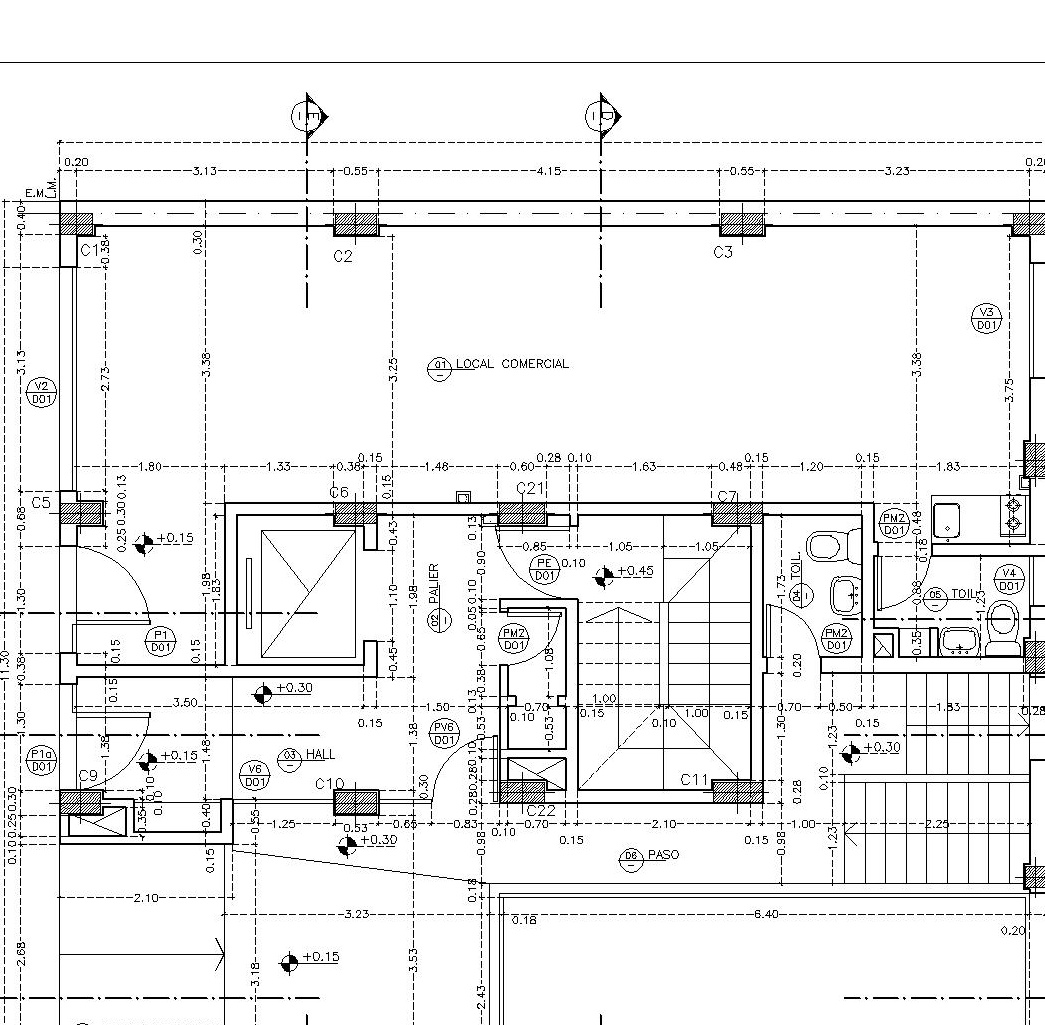 E D
0.20
3.13 0.55 4.15 0.55 3.23 0.20
E.M. L.M.
0.40
C1 0.38 0.30 C2 C3
V3
D01
3.13 2.73 3.38 3.25 3.38 3.75
01 LOCAL COMERCIAL
V2
D01
0.15 0.28 0.10 0.15 0.15
1.80 1.33 0.38 1.48 0.60 1.63 0.48 1.20 1.83
0.13 0.15
C5 C6 C21 C7
0.68 0.30 0.25
0.43 0.13 0.48
PM2
D01
+0.15
0.85 1.05 1.05
0.18
0.90 PE
D01
0.10 +0.45
04 TOIL.
02 PALIER
1.30 1.98 1.83 1.10 1.98 0.10 1.73 0.88
05 TOIL.
1.23
V4
D01
0.05
P1
D01
0.15 0.15 0.65
PM2
D01
PM2
D01
0.35
11.30 0.38 0.45 0.38 1.08 0.20
+0.30
0.15
3.50 0.15 1.50 0.13 0.70 0.10 1.00 0.15 0.10 1.00 0.15 0.70 0.50 0.15 1.83 0.28
1.30 1.38 1.48 1.38 0.53 0.53 1.30 1.23
PV6
D01
P1a
D01
+0.15
03 HALL
V6
D01
+0.30
0.10
C9 C10 C11
0.30 0.10 0.10 0.30 0.28 0.28 0.28 0.10
C22
0.25 0.35 0.40 0.55
1.25 0.53 0.65 0.83 0.10 0.70 0.15 2.10 0.15 1.00 2.25
0.10 0.15 +0.30 0.98 0.98 1.23
06 PASO
0.18
2.10
3.23 0.18 6.40
0.20
2.68 3.18 +0.15 3.53 2.43